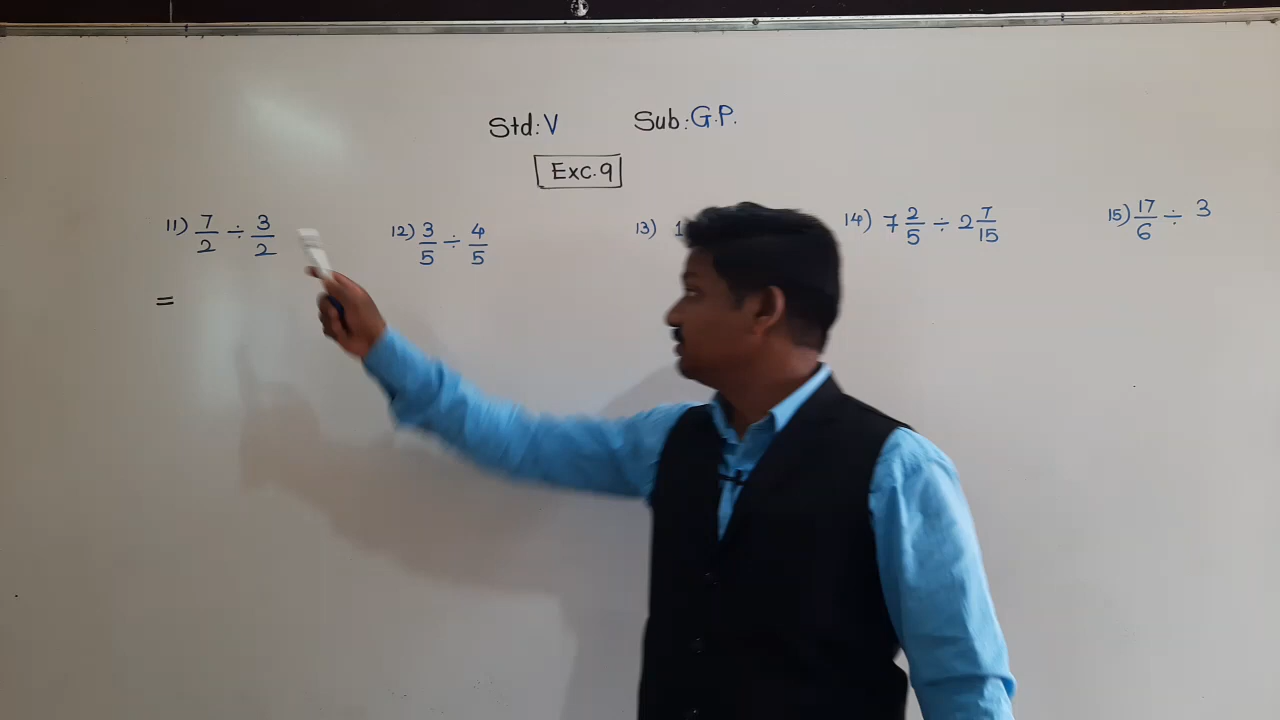 Std: V Sub: G.P.
Exc. 9
11) 7/2 ÷ 3/2 12) 3/5 ÷ 4/5 13) 14) 7 2/5 ÷ 2 7/15 15) 17/6 ÷ 3
=